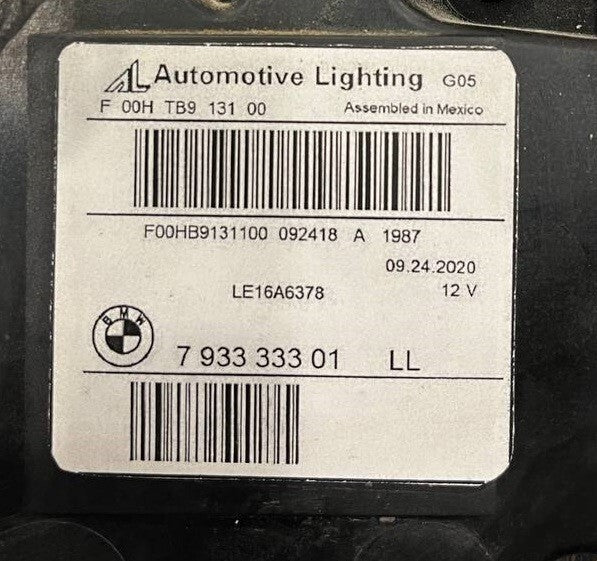 AL Automotive Lighting G05
F 00H TB9 131 00 Assembled in Mexico
F00HB9131100 092418 A 1987
09.24.2020
LE16A6378 12 V
BMW
7 933 333 01 LL